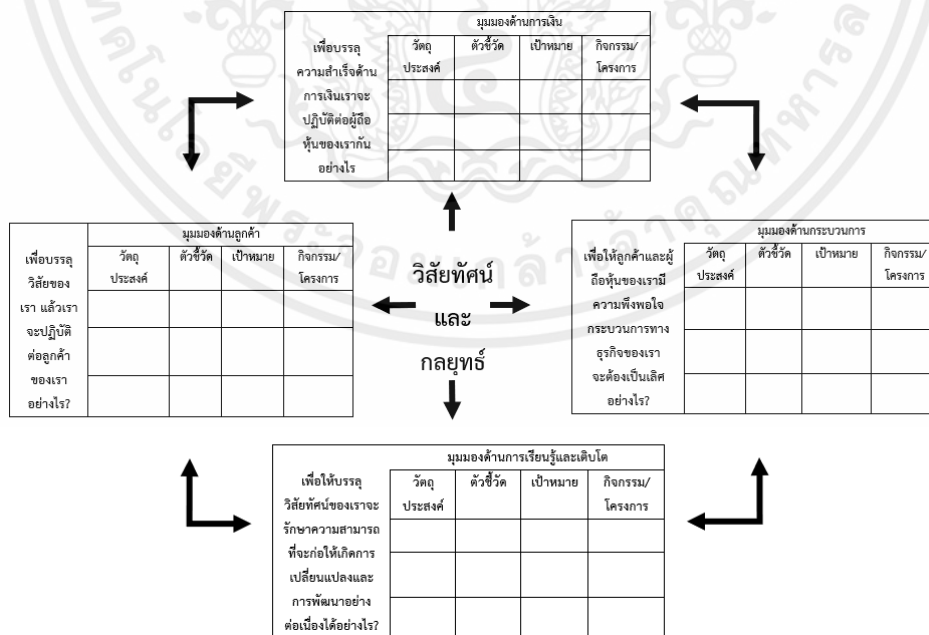 มุมมองด้านการเงิน
เพื่อบรรลุ
ความสำเร็จด้าน
การเงินเราจะ
ปฏิบัติต่อผู้ถือ
หุ้นของเรากัน
อย่างไร
วัตถุ
ประสงค์
ตัวชี้วัด
เป้าหมาย
กิจกรรม/
โครงการ
มุมมองด้านลูกค้า
เพื่อบรรลุ
วิสัยของ
เรา แล้วเรา
จะปฏิบัติ
ต่อลูกค้า
ของเรา
อย่างไร?
วัตถุ
ประสงค์
ตัวชี้วัด
เป้าหมาย
กิจกรรม/
โครงการ
วิสัยทัศน์
และ
กลยุทธ์
มุมมองด้านกระบวนการ
เพื่อให้ลูกค้าและผู้
ถือหุ้นของเรามี
ความพึงพอใจ
กระบวนการทาง
ธุรกิจของเรา
จะต้องเป็นเลิศ
อย่างไร?
วัตถุ
ประสงค์
ตัวชี้วัด
เป้าหมาย
กิจกรรม/
โครงการ
มุมมองด้านการเรียนรู้และเติบโต
เพื่อให้บรรลุ
วิสัยทัศน์ของเราจะ
รักษาความสามารถ
ที่จะก่อให้เกิดการ
เปลี่ยนแปลงและ
การพัฒนาอย่าง
ต่อเนื่องได้อย่างไร?
วัตถุ
ประสงค์
ตัวชี้วัด
เป้าหมาย
กิจกรรม/
โครงการ